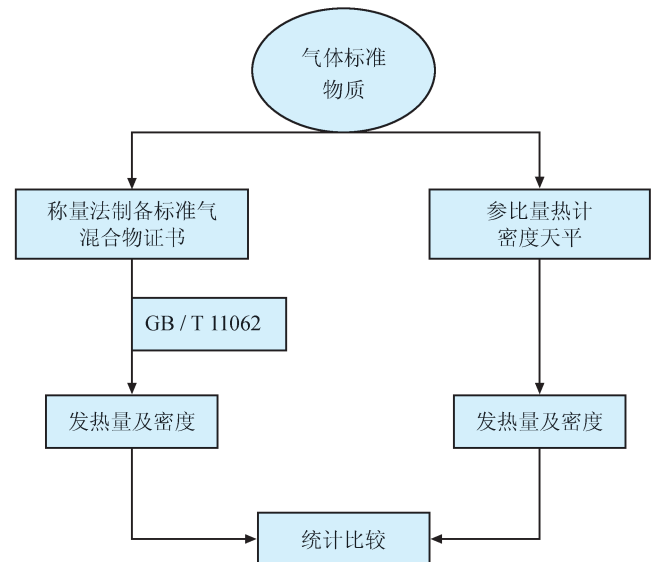 气体标准
物质
称量法制备标准气
混合物证书
参比量热计
密度天平
GB / T 11062
发热量及密度
发热量及密度
统计比较